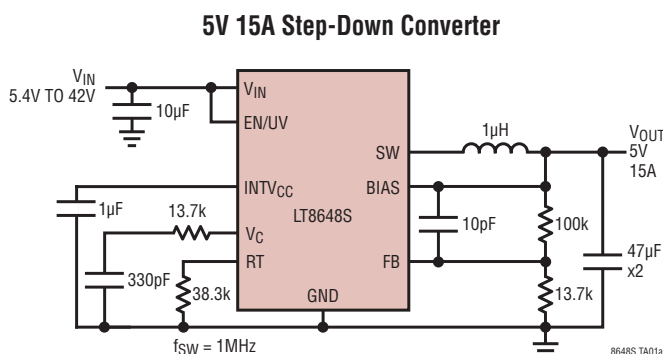 5V 15A Step-Down Converter
VIN
5.4V TO 42V
10µF
VIN
EN/UV
1µH
VOUT
5V
15A
SW
INTVCC
BIAS
1µF
13.7k
LT8648S
10pF
100k
VC
RT
FB
47µF
x2
330pF
38.3k
GND
13.7k
fSW = 1MHz
8648S TA01a